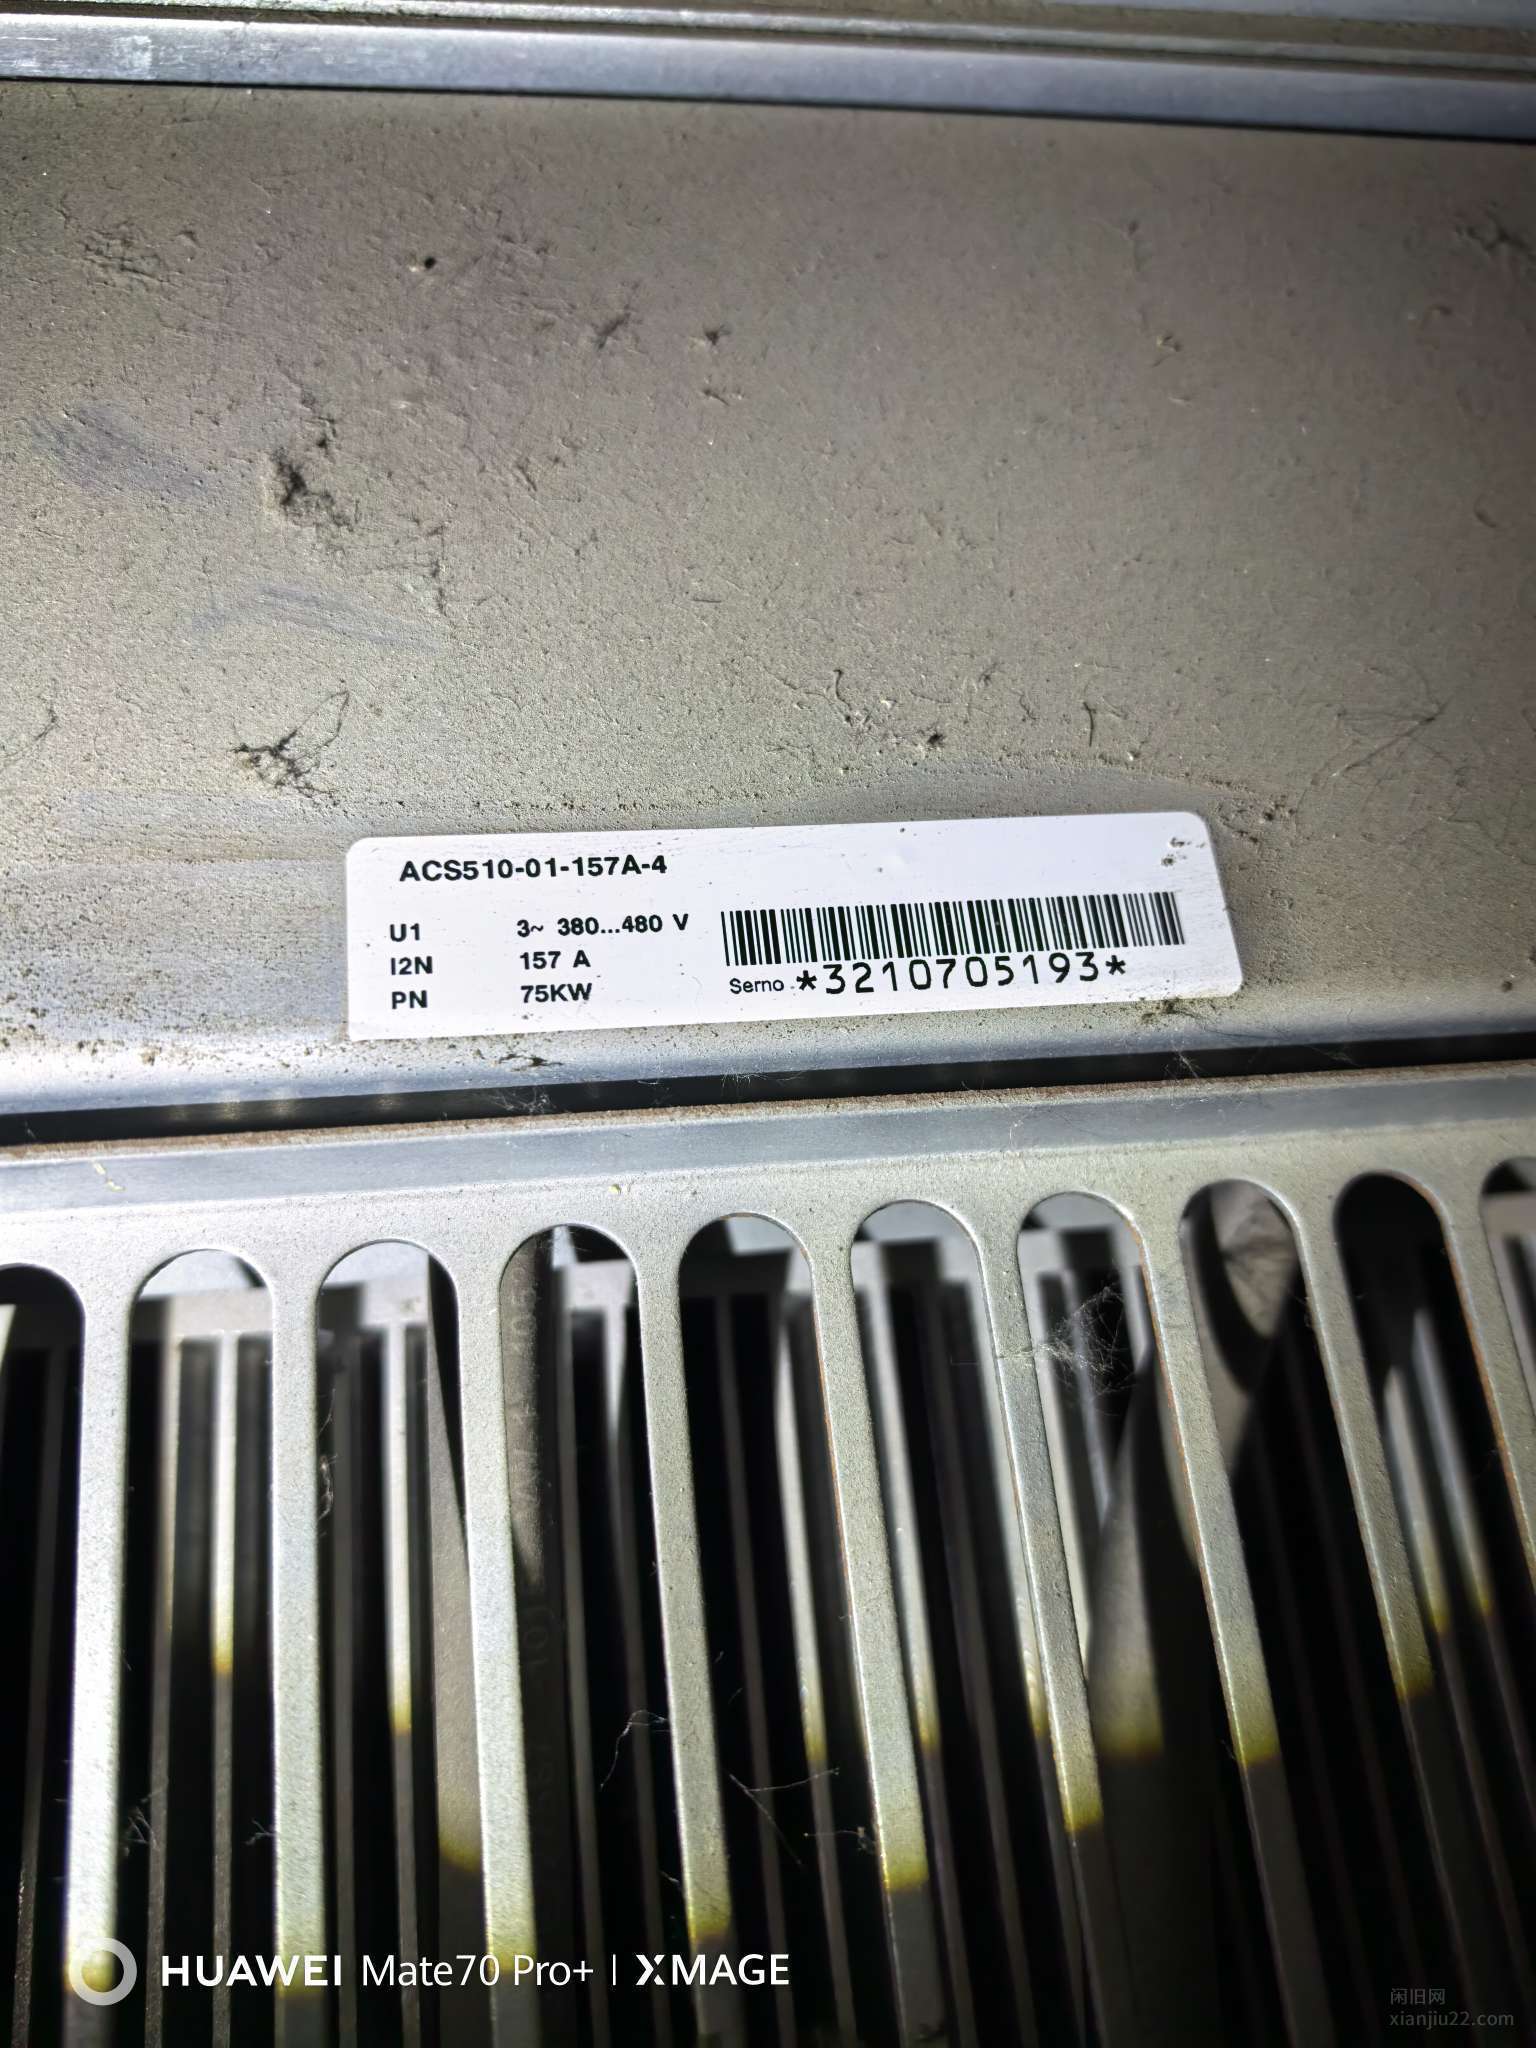 ACS510-01-157A-4
U1 3~ 380...480 V
I2N 157 A
PN 75KW
Serno *3210705193*
HUAWEI Mate70 Pro+ | XMAGE
闲旧网
xianjiu22.com